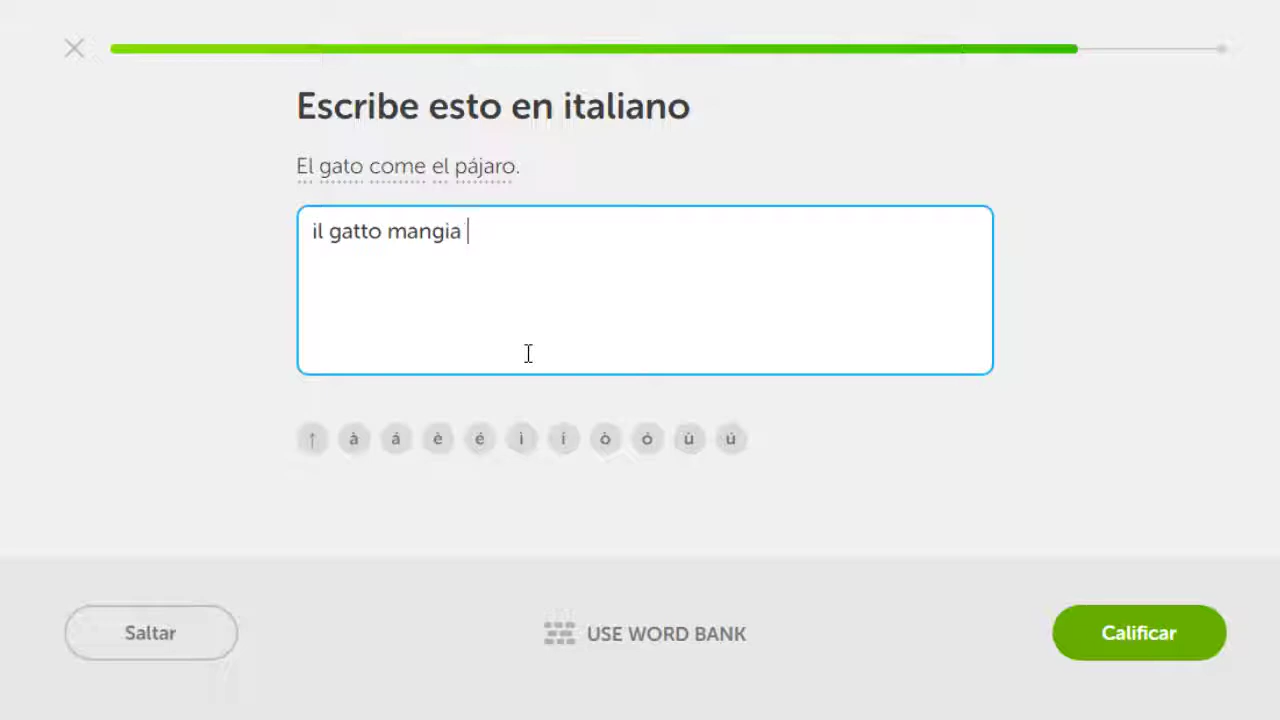 Escribe esto en italiano
El gato come el pájaro.
il gatto mangia
↑ à á è é ì í ò ó ù ú
Saltar
USE WORD BANK
Calificar